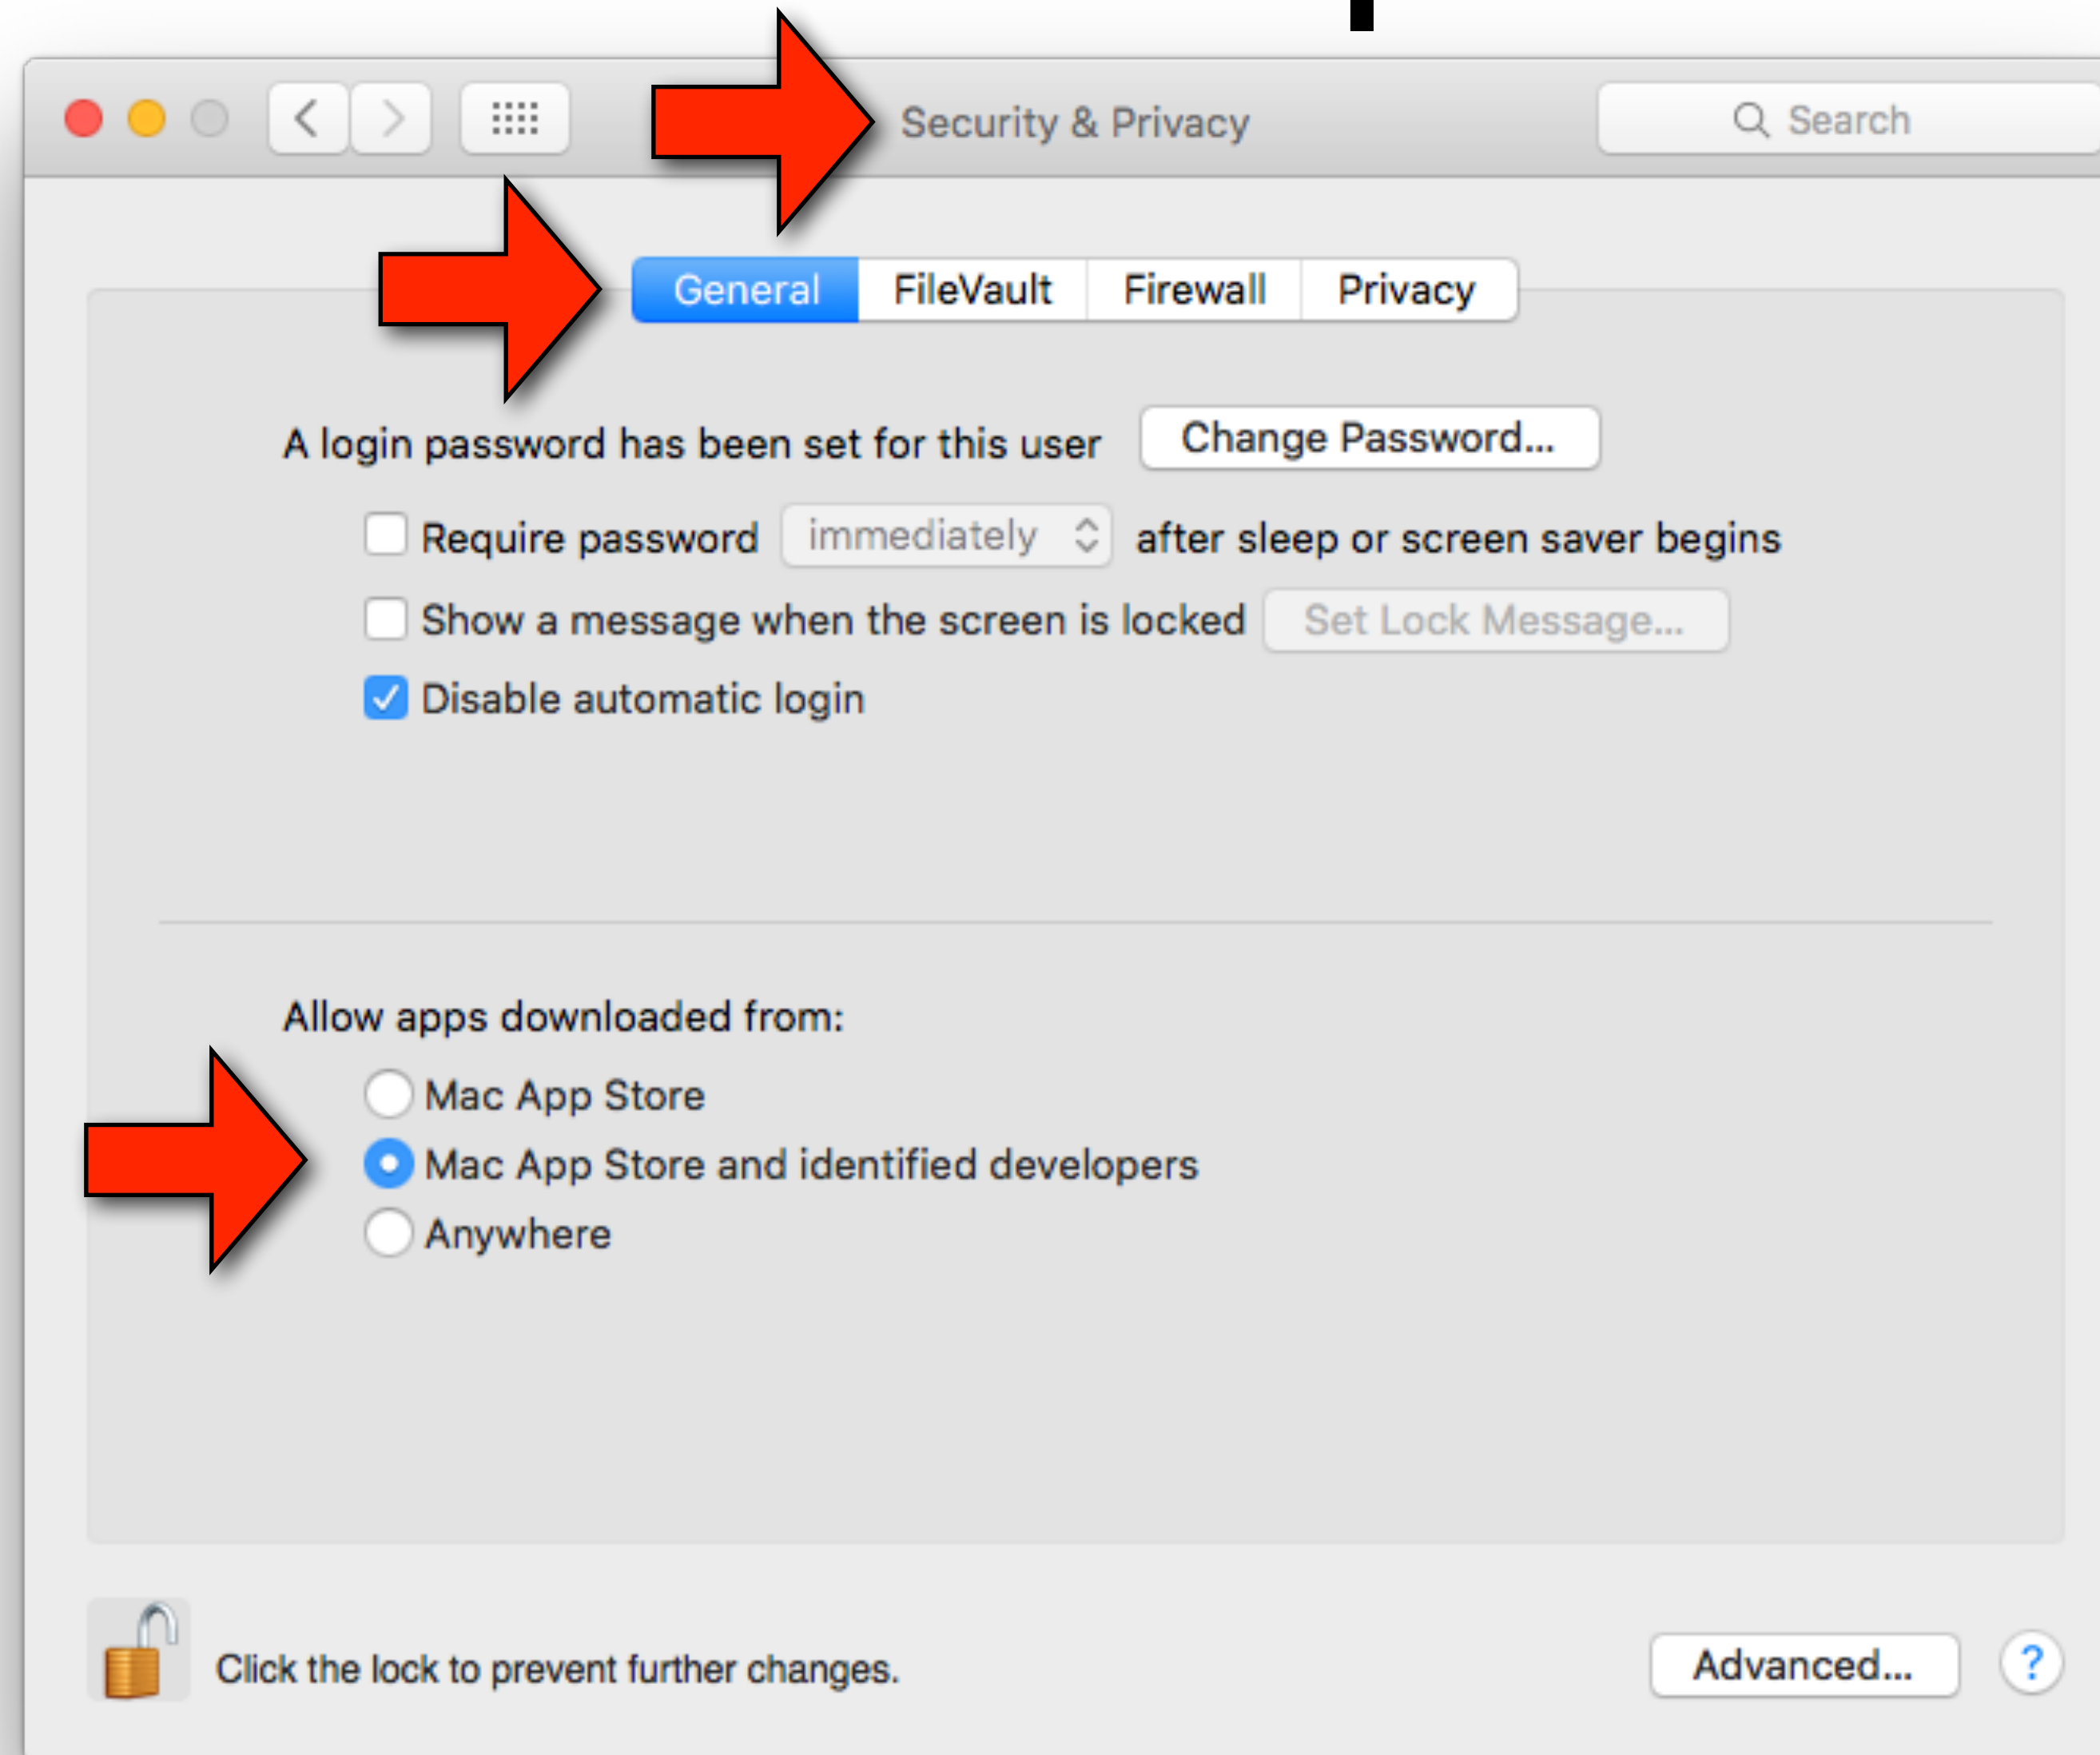 Security & Privacy
Search
General FileVault Firewall Privacy
A login password has been set for this user Change Password...
Require password immediately after sleep or screen saver begins
Show a message when the screen is locked Set Lock Message...
Disable automatic login
Allow apps downloaded from:
Mac App Store
Mac App Store and identified developers
Anywhere
Click the lock to prevent further changes.
Advanced...
?